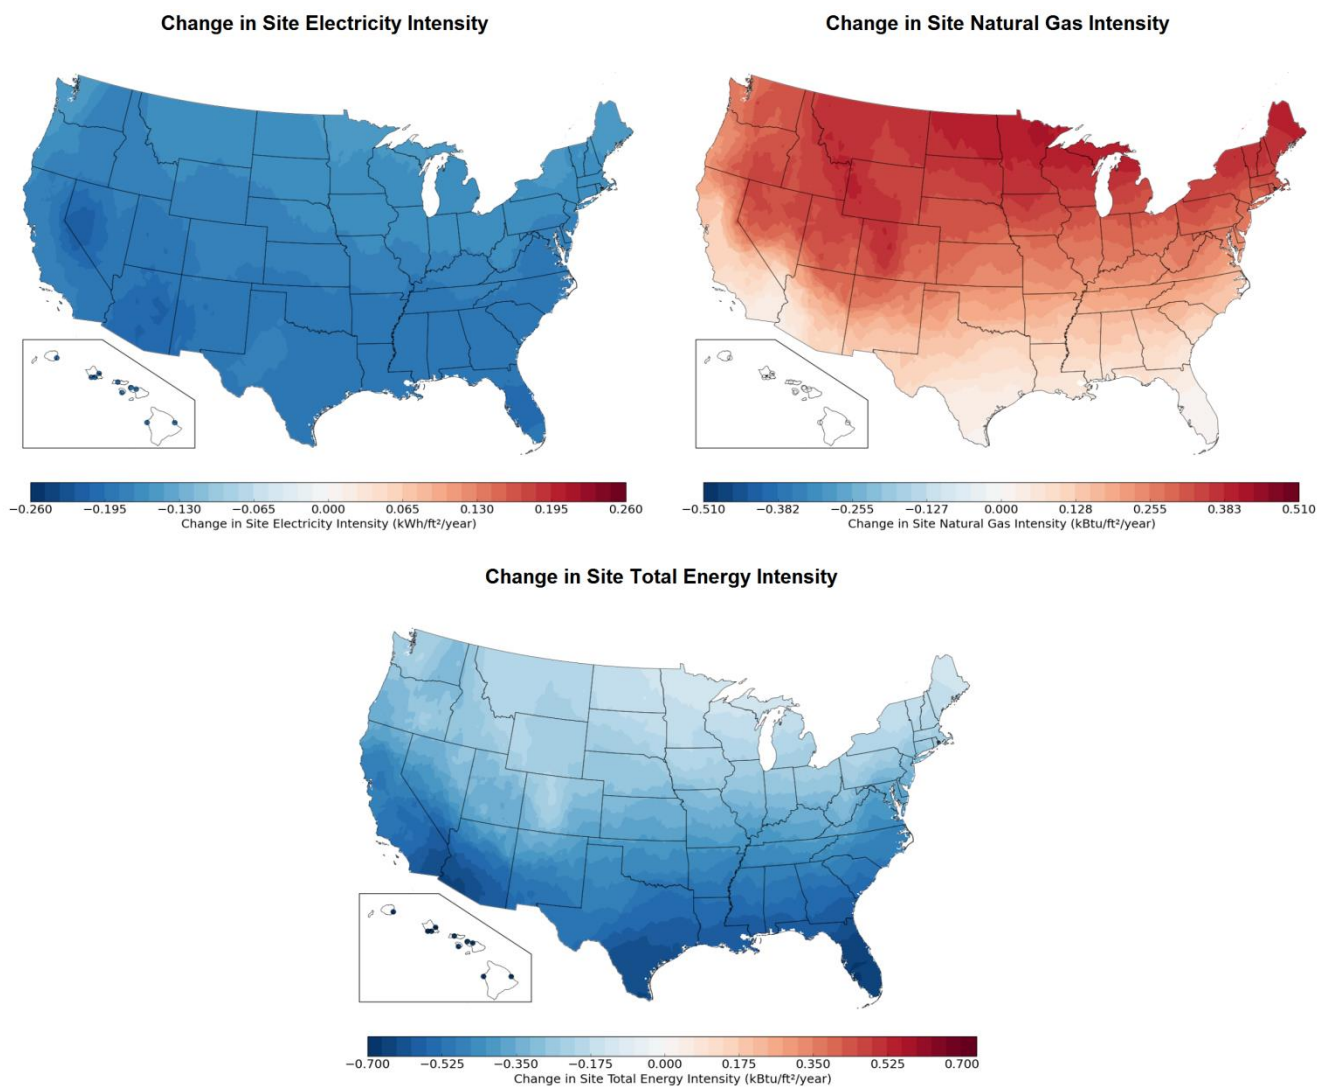 Change in Site Electricity Intensity
Change in Site Natural Gas Intensity
−0.260 −0.195 −0.130 −0.065 0.000 0.065 0.130 0.195 0.260
Change in Site Electricity Intensity (kWh/ft²/year)
−0.510 −0.382 −0.255 −0.127 0.000 0.128 0.255 0.383 0.510
Change in Site Natural Gas Intensity (kBtu/ft²/year)
Change in Site Total Energy Intensity
−0.700 −0.525 −0.350 −0.175 0.000 0.175 0.350 0.525 0.700
Change in Site Total Energy Intensity (kBtu/ft²/year)